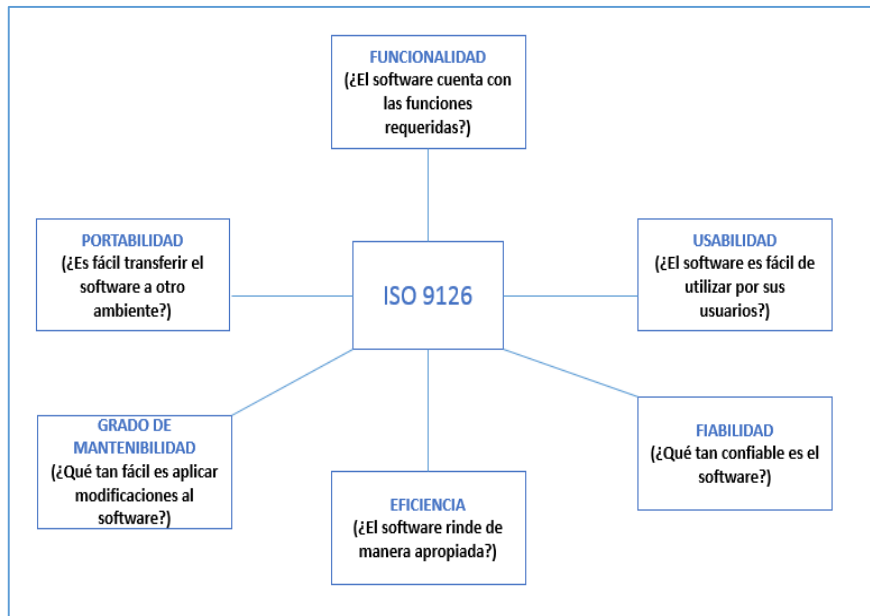 FUNCIONALIDAD
(¿El software cuenta con
las funciones
requeridas?)
PORTABILIDAD
(¿Es fácil transferir el
software a otro
ambiente?)
ISO 9126
USABILIDAD
(¿El software es fácil de
utilizar por sus
usuarios?)
GRADO DE
MANTENIBILIDAD
(¿Qué tan fácil es aplicar
modificaciones al
software?)
EFICIENCIA
(¿El software rinde de
manera apropiada?)
FIABILIDAD
(¿Qué tan confiable es el
software?)